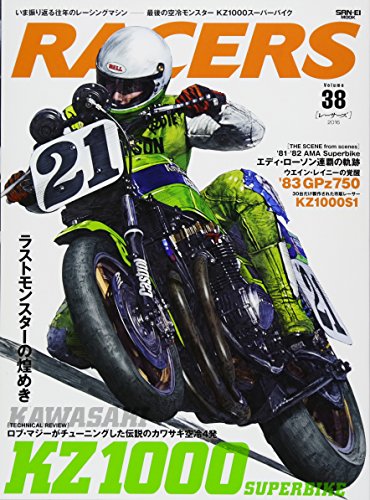 いま振り返る往年のレーシングマシン ── 最後の空冷モンスター KZ1000スーパーバイク
SAN-EI
MOOK
RACERS
Volume
38
[レーサーズ]
2016
[THE SCENE from scenes]
'81-'82 AMA Superbike
エディ・ローソン連覇の軌跡
ウエイン・レイニーの覚醒
'83 GPz750
30台だけ製作された市販レーサー
KZ1000S1
BELL
SON
21
21
ラストモンスターの煌めき
KAWASAKI
[TECHNICAL REVIEW]
ロブ・マジーがチューニングした伝説のカワサキ空冷4発
KZ1000
SUPERBIKE